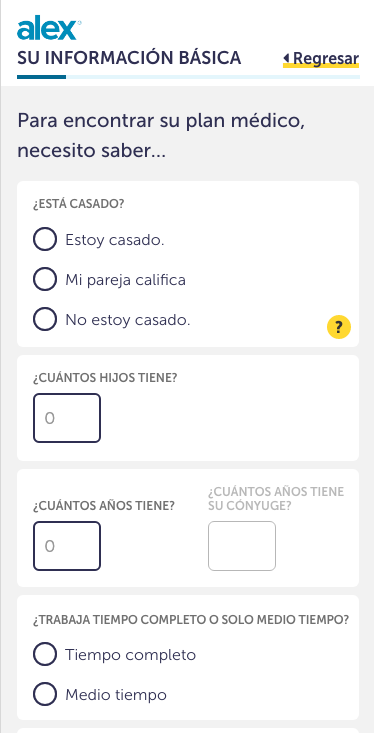 alex
SU INFORMACIÓN BÁSICA
Regresar
Para encontrar su plan médico,
necesito saber...
¿ESTÁ CASADO?
Estoy casado.
Mi pareja califica
No estoy casado.
?
¿CUÁNTOS HIJOS TIENE?
0
¿CUÁNTOS AÑOS TIENE?
0
¿CUÁNTOS AÑOS TIENE
SU CÓNYUGE?
¿TRABAJA TIEMPO COMPLETO O SOLO MEDIO TIEMPO?
Tiempo completo
Medio tiempo